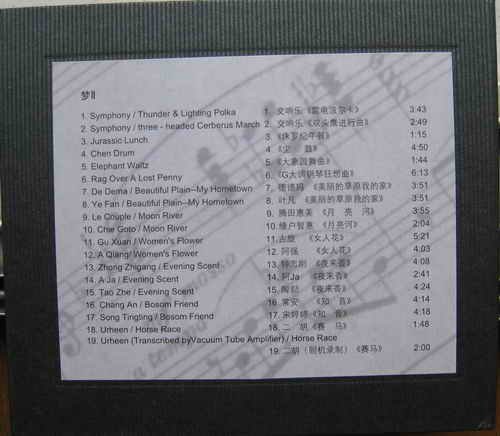 梦II
1. Symphony / Thunder & Lighting Polka 1. 交响乐《雷电波尔卡》 3:43
2. Symphony / three - headed Cerberus March 2. 交响乐《双头鹰进行曲》 2:49
3. Jurassic Lunch 3.《侏罗纪午餐》 1:15
4. Chen Drum 4. 鼓》 4:50
5. Elephant Waltz 5.《大象圆舞曲》 1:44
6. Rag Over A Lost Penny 6.《G大调钢琴狂想曲》 6:13
7. De Dema / Beautiful Plain--My Hometown 7. 德德玛 《美丽的草原我的家》 3:51
8. Ye Fan / Beautiful Plain--My Hometown 8. 叶凡 《美丽的草原我的家》 3:51
9. Le Couple / Moon River 9. 藤田惠美 《月 亮 河》 3:55
10. Chie Goto / Moon River 10. 绫户智惠 《月亮河》 2:04
11. Gu Xuan / Women's Flower 11. 古璇 《女人花》 5:21
12. A Qiang/ Women's Flower 12. 阿强 《女人花》 4:03
13. Zhong Zhigang / Evening Scent 13. 钟志刚 《夜来香》 4:08
14. A Ja / Evening Scent 14. 阿Ja 《夜来香》 2:41
15. Tao Zhe / Evening Scent 15. 陶喆 《夜来香》 4:24
16. Chang An / Bosom Friend 16. 常安 《知 音》 4:14
17. Song Tingting / Bosom Friend 17. 宋婷婷《知 音》 4:18
18. Urheen / Horse Race 18. 二 胡《赛 马》 1:48
19. Urheen (Transcribed byVacuum Tube Amplifier) / Horse Race
19. 二胡（胆机录制）《赛马》 2:00